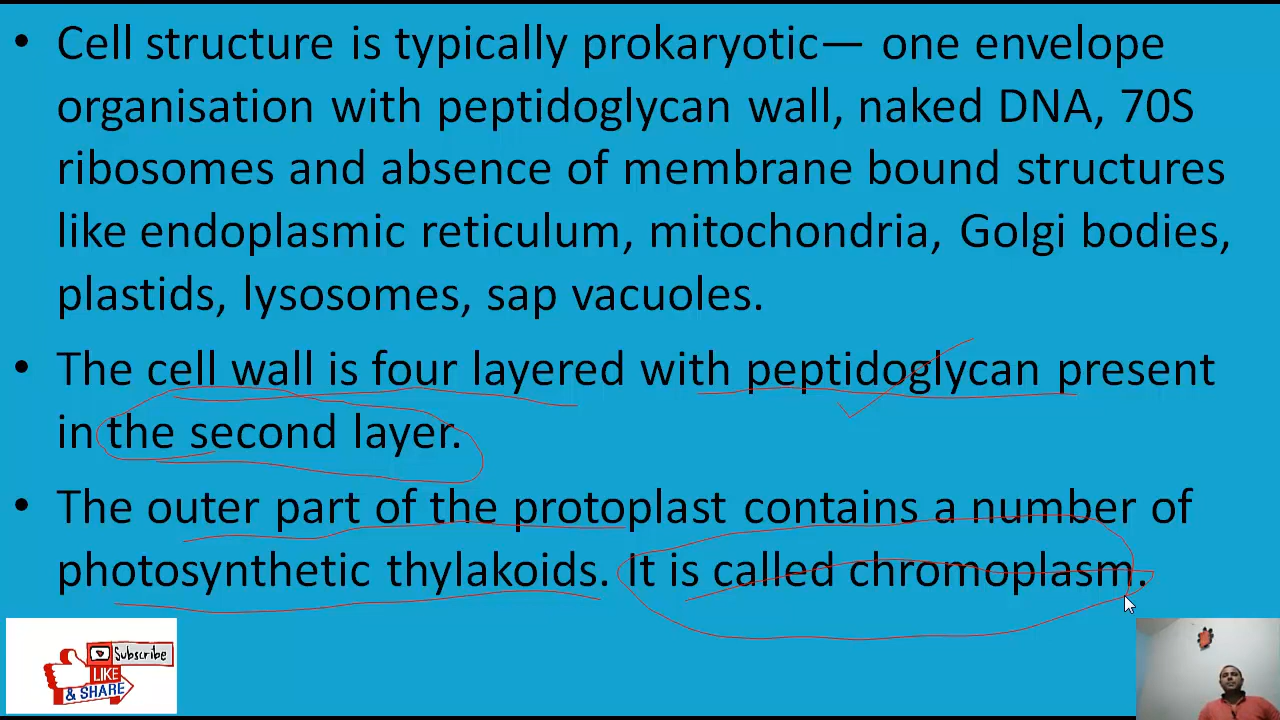 • Cell structure is typically prokaryotic— one envelope
organisation with peptidoglycan wall, naked DNA, 70S
ribosomes and absence of membrane bound structures
like endoplasmic reticulum, mitochondria, Golgi bodies,
plastids, lysosomes, sap vacuoles.
• The cell wall is four layered with peptidoglycan present
in the second layer.
• The outer part of the protoplast contains a number of
photosynthetic thylakoids. It is called chromoplasm.
Subscribe
LIKE
& SHARE